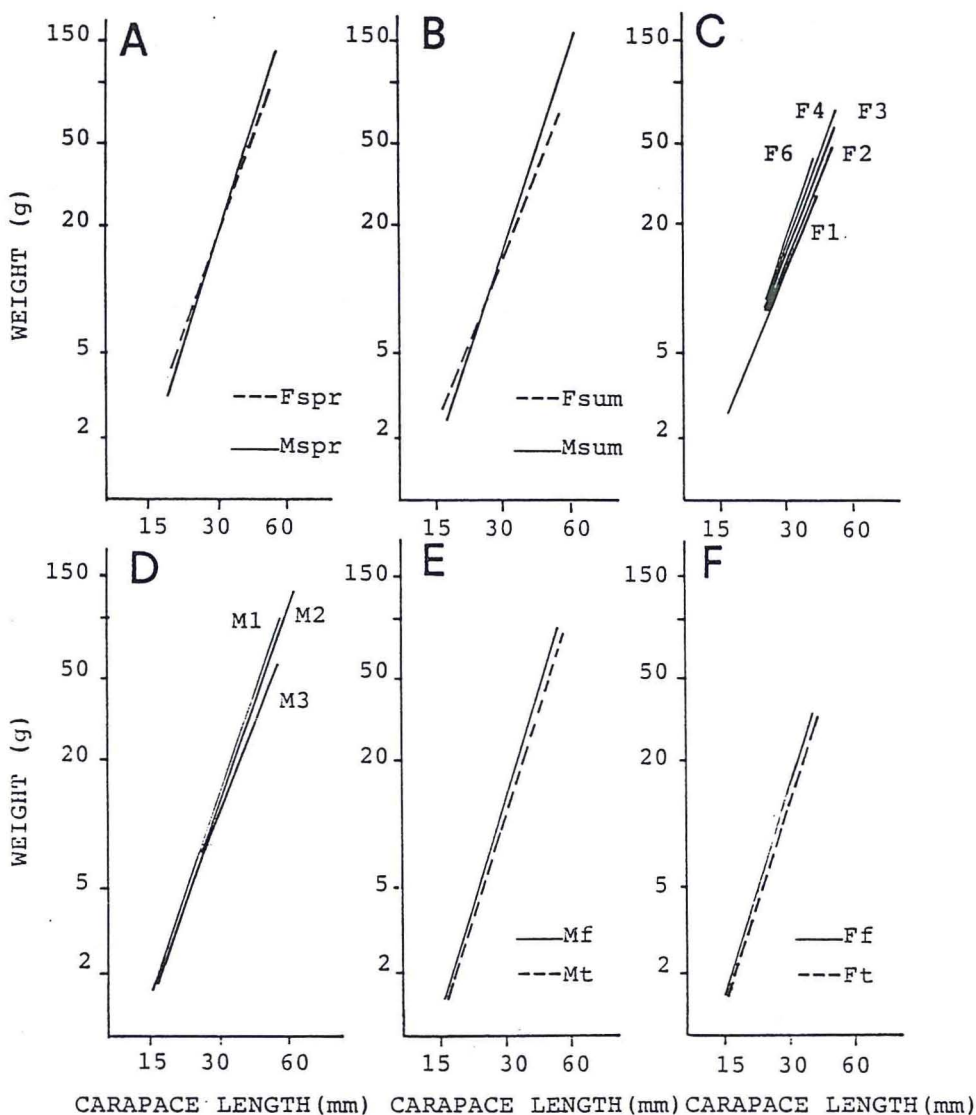 A
150
50
20
5
2
WEIGHT (g)
Fspr
Mspr
15 30 60
B
150
50
20
5
2
Fsum
Msum
15 30 60
C
150
50
20
5
2
F4 F3
F6 F2
F1
15 30 60
D
150
50
20
5
2
WEIGHT (g)
M1 M2
M3
15 30 60
CARAPACE LENGTH (mm)
E
150
50
20
5
2
Mf
Mt
15 30 60
CARAPACE LENGTH (mm)
F
150
50
20
5
2
Ff
Ft
15 30 60
CARAPACE LENGTH (mm)